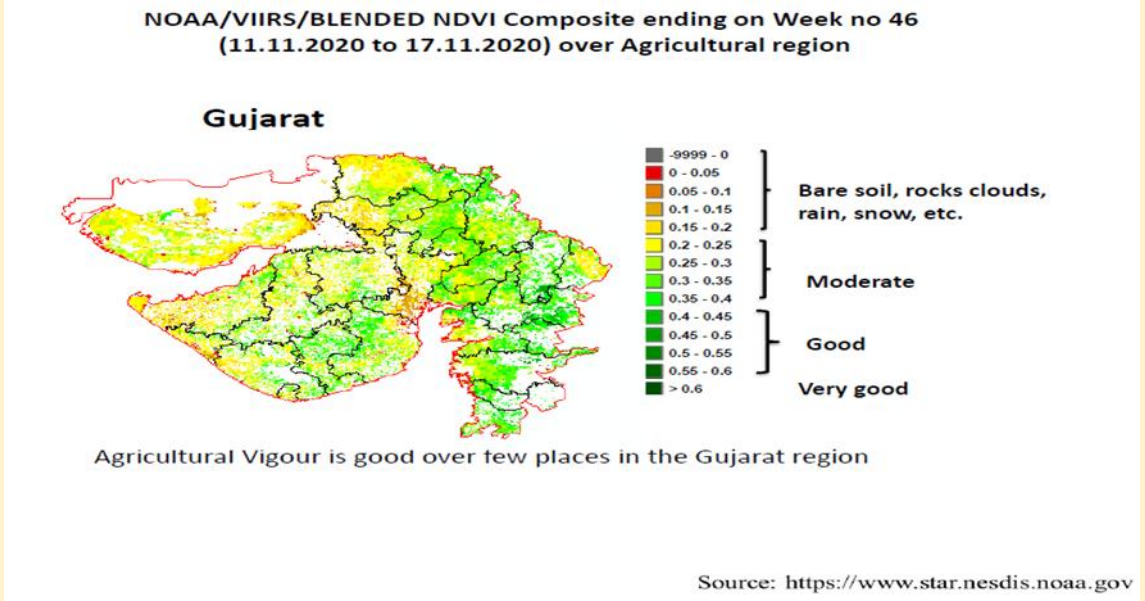 NOAA/VIIRS/BLENDED NDVI Composite ending on Week no 46
(11.11.2020 to 17.11.2020) over Agricultural region
Gujarat
-9999 - 0
0 - 0.05
0.05 - 0.1
0.1 - 0.15
0.15 - 0.2
0.2 - 0.25
0.25 - 0.3
0.3 - 0.35
0.35 - 0.4
0.4 - 0.45
0.45 - 0.5
0.5 - 0.55
0.55 - 0.6
> 0.6
Bare soil, rocks clouds,
rain, snow, etc.
Moderate
Good
Very good
Agricultural Vigour is good over few places in the Gujarat region
Source: https://www.star.nesdis.noaa.gov